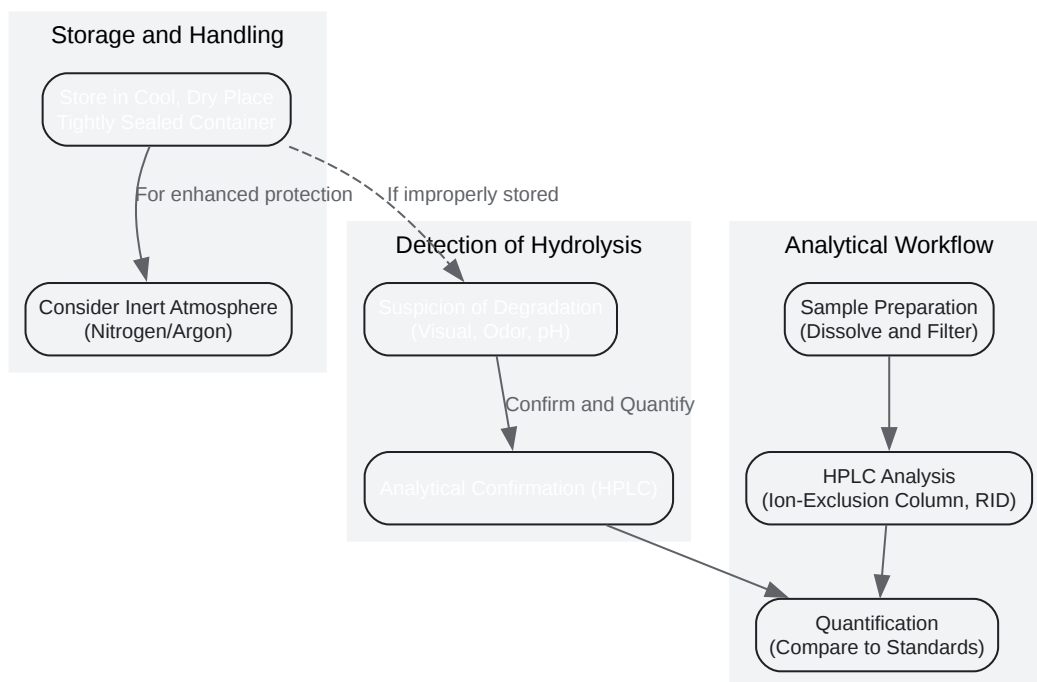 Storage and Handling
Store in Cool, Dry Place
Tightly Sealed Container
For enhanced protection
If improperly stored
Consider Inert Atmosphere
(Nitrogen/Argon)
Detection of Hydrolysis
Suspicion of Degradation
(Visual, Odor, pH)
Confirm and Quantify
Analytical Confirmation (HPLC)
Analytical Workflow
Sample Preparation
(Dissolve and Filter)
HPLC Analysis
(Ion-Exclusion Column, RID)
Quantification
(Compare to Standards)